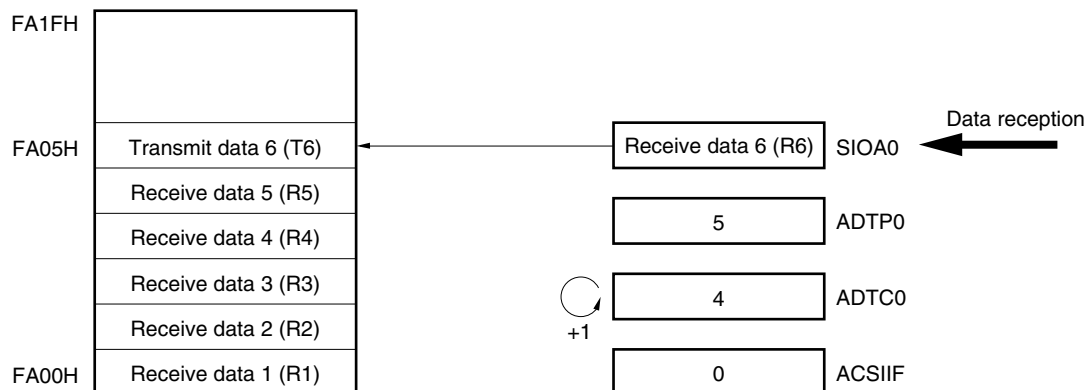 FA1FH
Data reception
FA05H
Transmit data 6 (T6)
Receive data 6 (R6)
SIOA0
Receive data 5 (R5)
5
ADTP0
Receive data 4 (R4)
Receive data 3 (R3)
4
ADTC0
+1
Receive data 2 (R2)
FA00H
Receive data 1 (R1)
0
ACSIIF